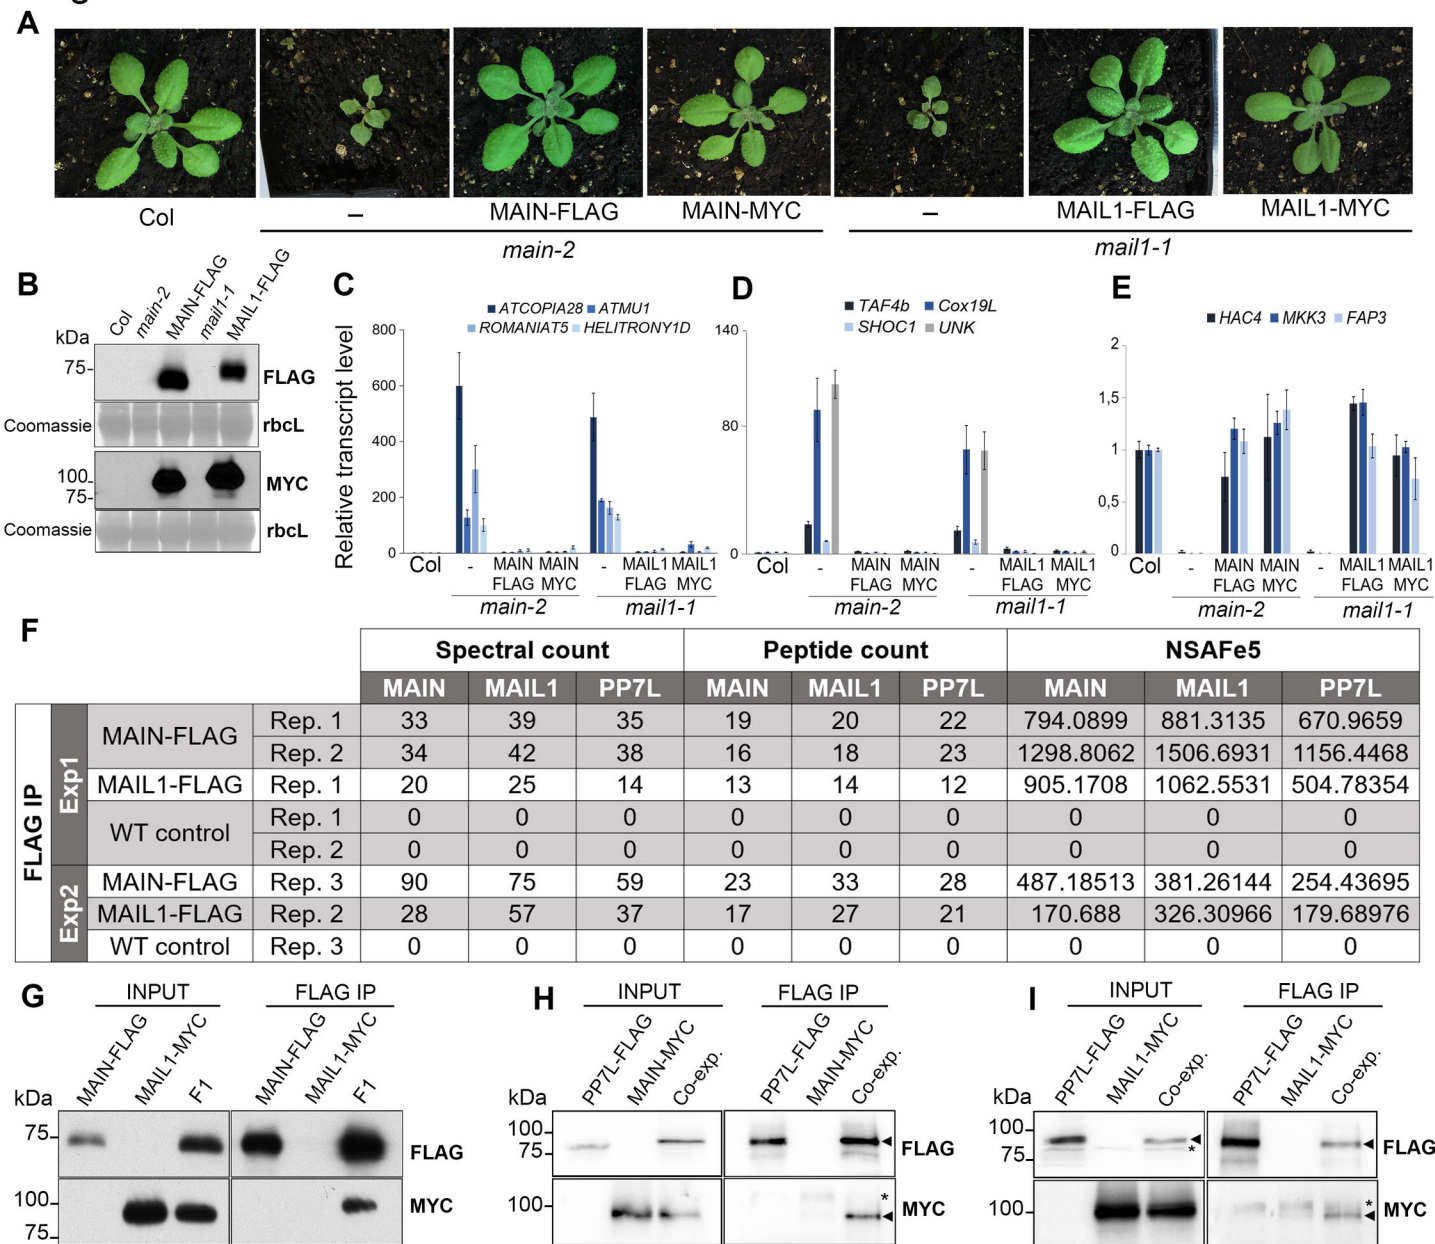 A
Col
–
MAIN-FLAG
MAIN-MYC
–
MAIL1-FLAG
MAIL1-MYC
main-2
mail1-1
B
Col
main-2
MAIN-FLAG
mail1-1
MAIL1-FLAG
kDa
75-
FLAG
Coomassie
rbcL
100-
75-
MYC
Coomassie
rbcL
C
ATCOPIA28 ATMU1
ROMANIAT5 HELITRONY1D
Relative transcript level
800
600
400
200
0
Col
-
MAIN FLAG
MAIN MYC
MAIL1 FLAG
MAIL1 MYC
main-2
mail1-1
D
TAF4b Cox19L
SHOC1 UNK
140
80
0
Col
-
MAIN FLAG
MAIN MYC
-
MAIL1 FLAG
MAIL1 MYC
main-2
mail1-1
E
HAC4 MKK3 FAP3
2
1,5
1
0,5
0
Col
-
MAIN FLAG
MAIN MYC
-
MAIL1 FLAG
MAIL1 MYC
main-2
mail1-1
F
Spectral count Peptide count NSAFe5
MAIN MAIL1 PP7L MAIN MAIL1 PP7L MAIN MAIL1 PP7L
FLAG IP
Exp1
MAIN-FLAG
Rep. 1 33 39 35 19 20 22 794.0899 881.3135 670.9659
Rep. 2 34 42 38 16 18 23 1298.8062 1506.6931 1156.4468
MAIL1-FLAG Rep. 1 20 25 14 13 14 12 905.1708 1062.5531 504.78354
WT control
Rep. 1 0 0 0 0 0 0 0 0 0
Rep. 2 0 0 0 0 0 0 0 0 0
Exp2
MAIN-FLAG Rep. 3 90 75 59 23 33 28 487.18513 381.26144 254.43695
MAIL1-FLAG Rep. 2 28 57 37 17 27 21 170.688 326.30966 179.68976
WT control Rep. 3 0 0 0 0 0 0 0 0 0
G
INPUT
FLAG IP
MAIN-FLAG
MAIL1-MYC
F1
MAIN-FLAG
MAIL1-MYC
F1
kDa
75-
FLAG
100-
75-
MYC
H
INPUT
FLAG IP
PP7L-FLAG
MAIN-MYC
Co-exp.
PP7L-FLAG
MAIN-MYC
Co-exp.
kDa
100-
75-
FLAG
100-
*
MYC
I
INPUT
FLAG IP
PP7L-FLAG
MAIL1-MYC
Co-exp.
PP7L-FLAG
MAIL1-MYC
Co-exp.
kDa
100-
75-
*
FLAG
100-
*
MYC